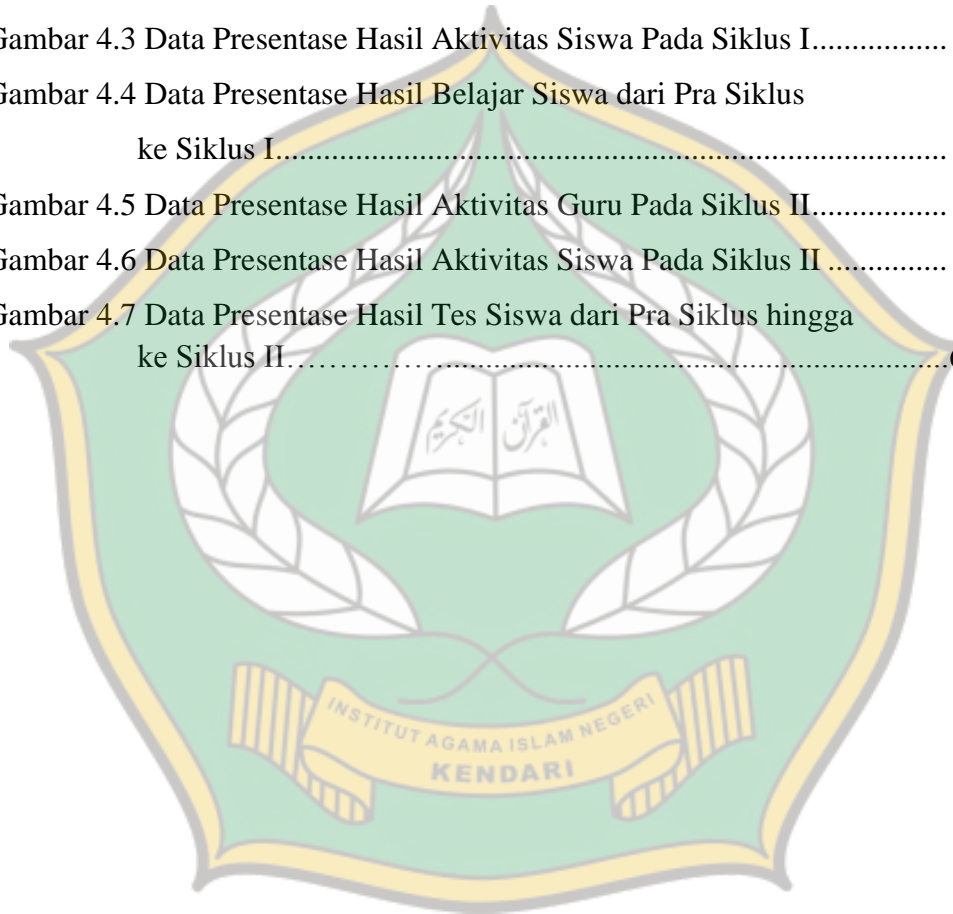 Gambar 4.3 Data Presentase Hasil Aktivitas Siswa Pada Siklus I.................
Gambar 4.4 Data Presentase Hasil Belajar Siswa dari Pra Siklus
ke Siklus I....................................................................................
Gambar 4.5 Data Presentase Hasil Aktivitas Guru Pada Siklus II.................
Gambar 4.6 Data Presentase Hasil Aktivitas Siswa Pada Siklus II ...............
Gambar 4.7 Data Presentase Hasil Tes Siswa dari Pra Siklus hingga
ke Siklus II……………..................................................................
القرآن الكريم
INSTITUT AGAMA ISLAM NEGERI
KENDARI